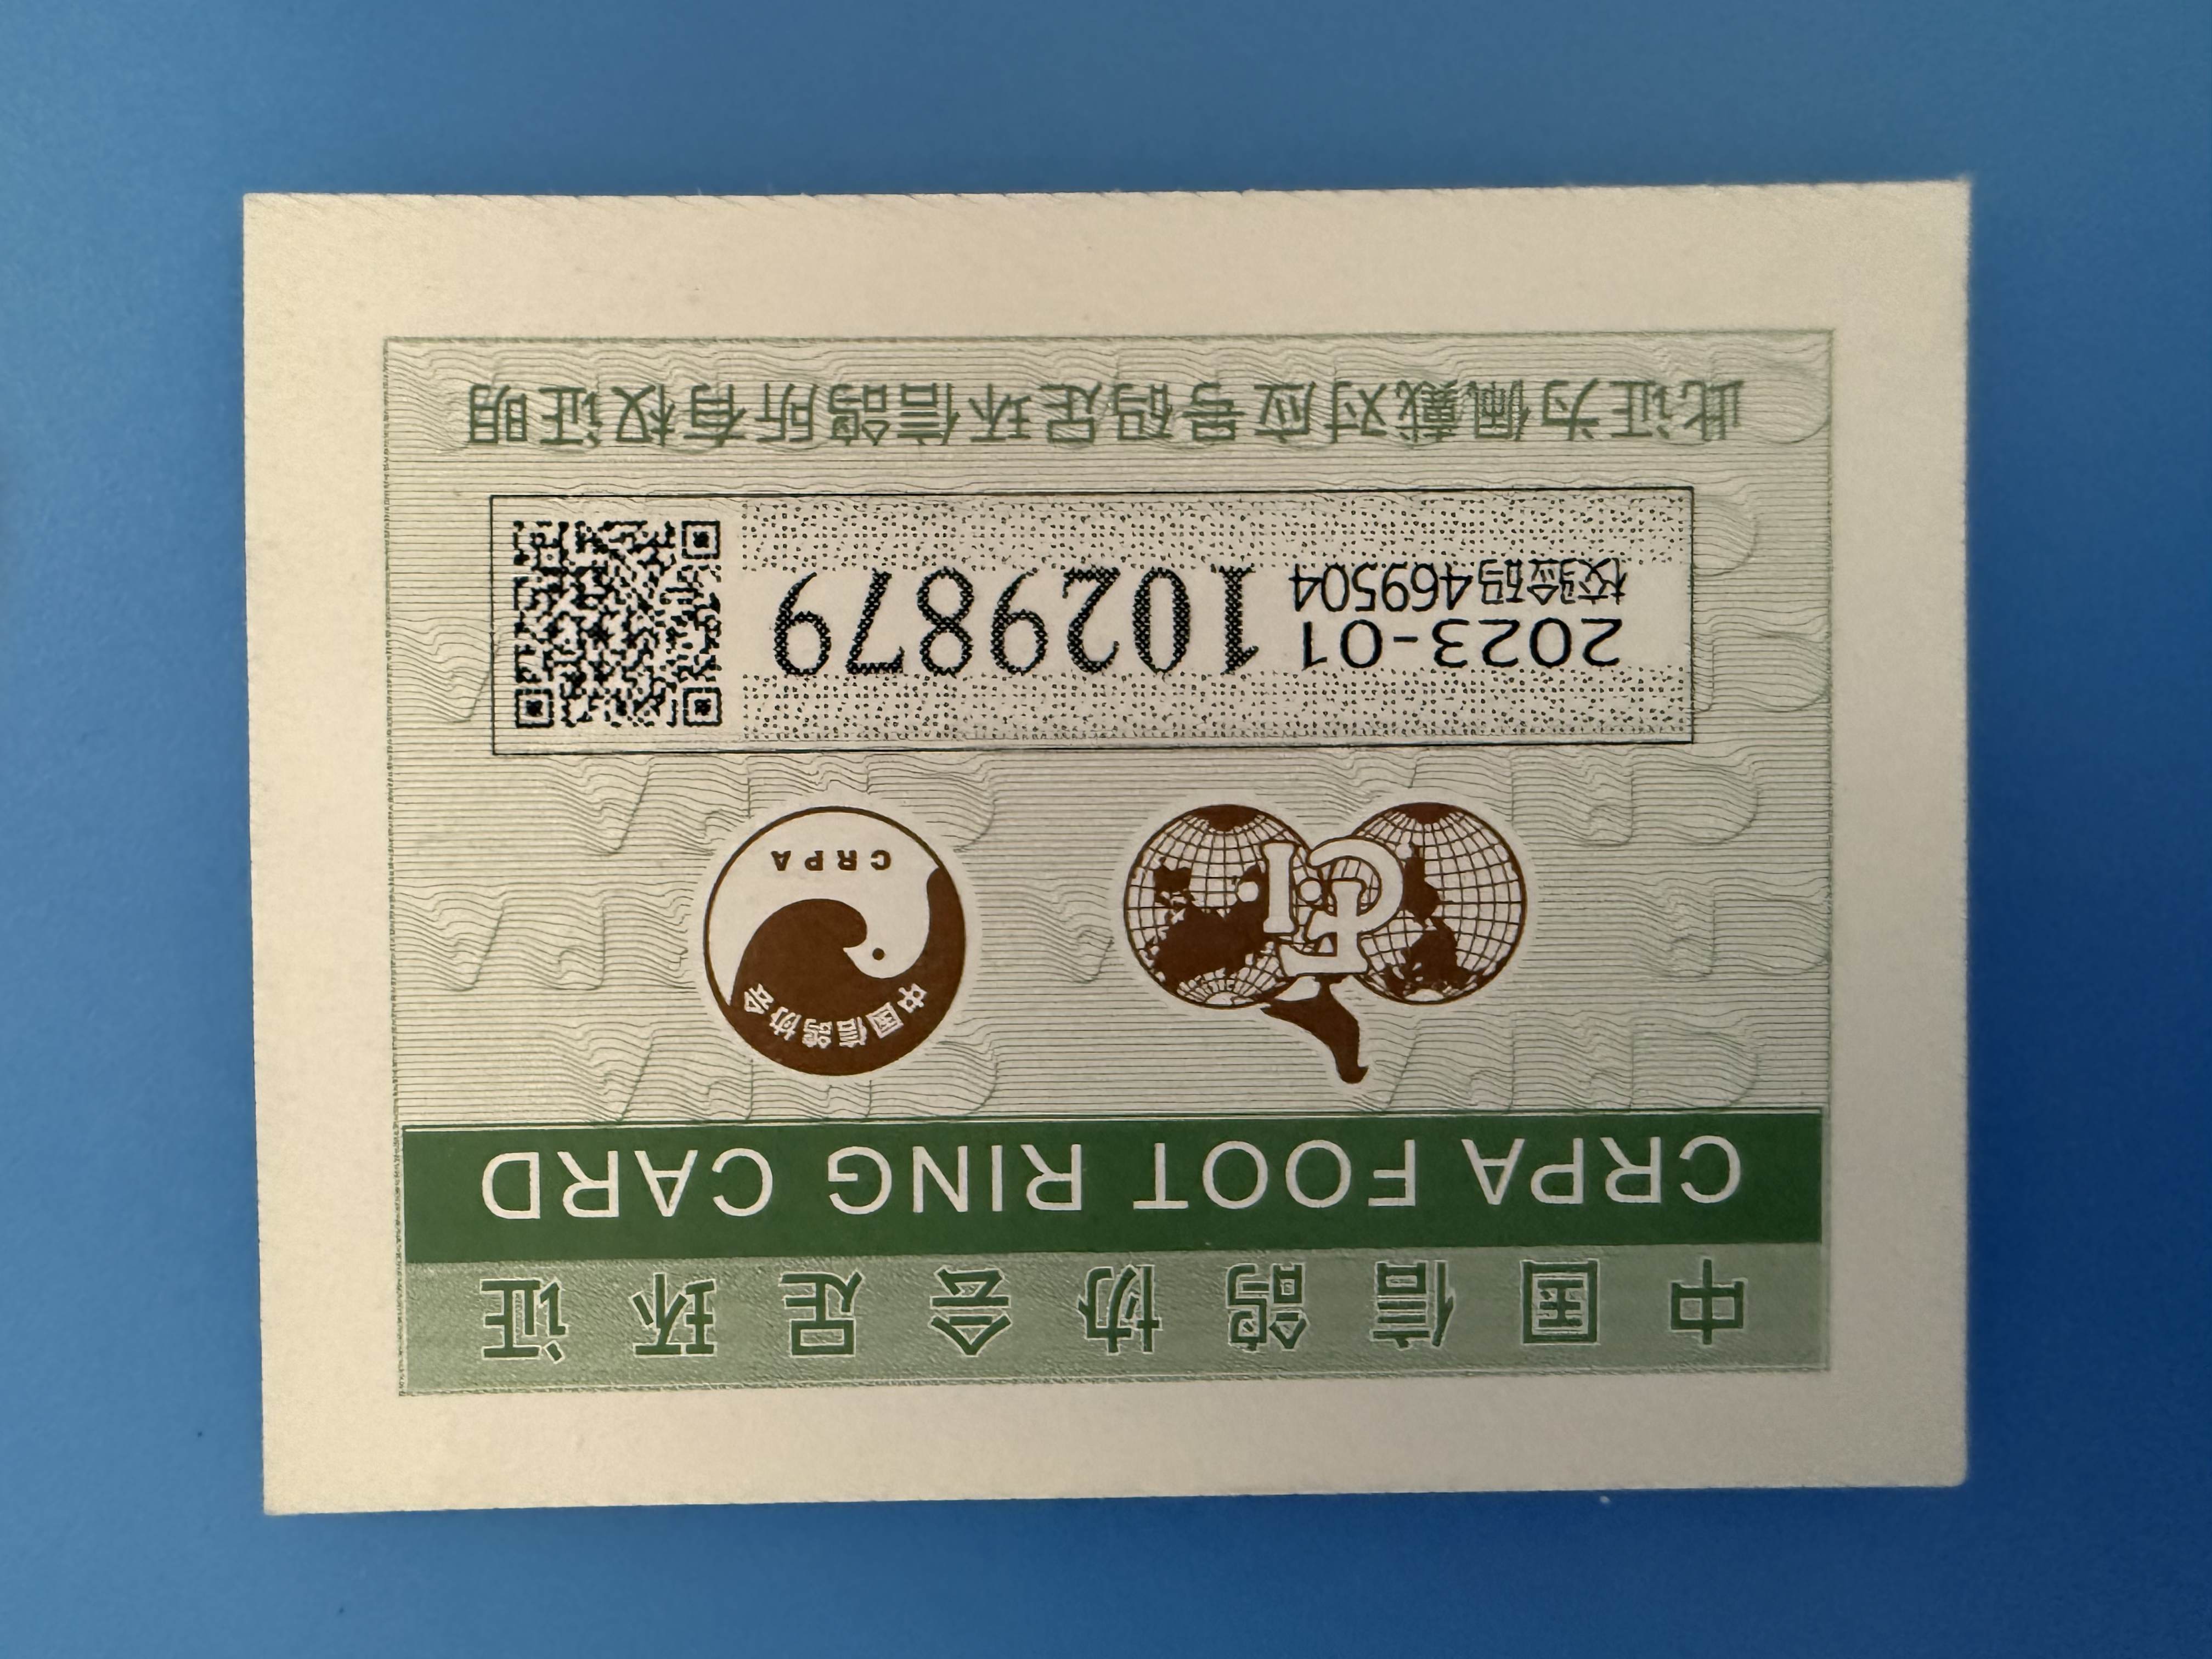 中国信鸽协会足环证
CRPA FOOT RING CARD
FCI
中国信鸽协会
CRPA
2023-01 1029879
校验码469504
此证为佩戴对应号码足环信鸽所有权证明